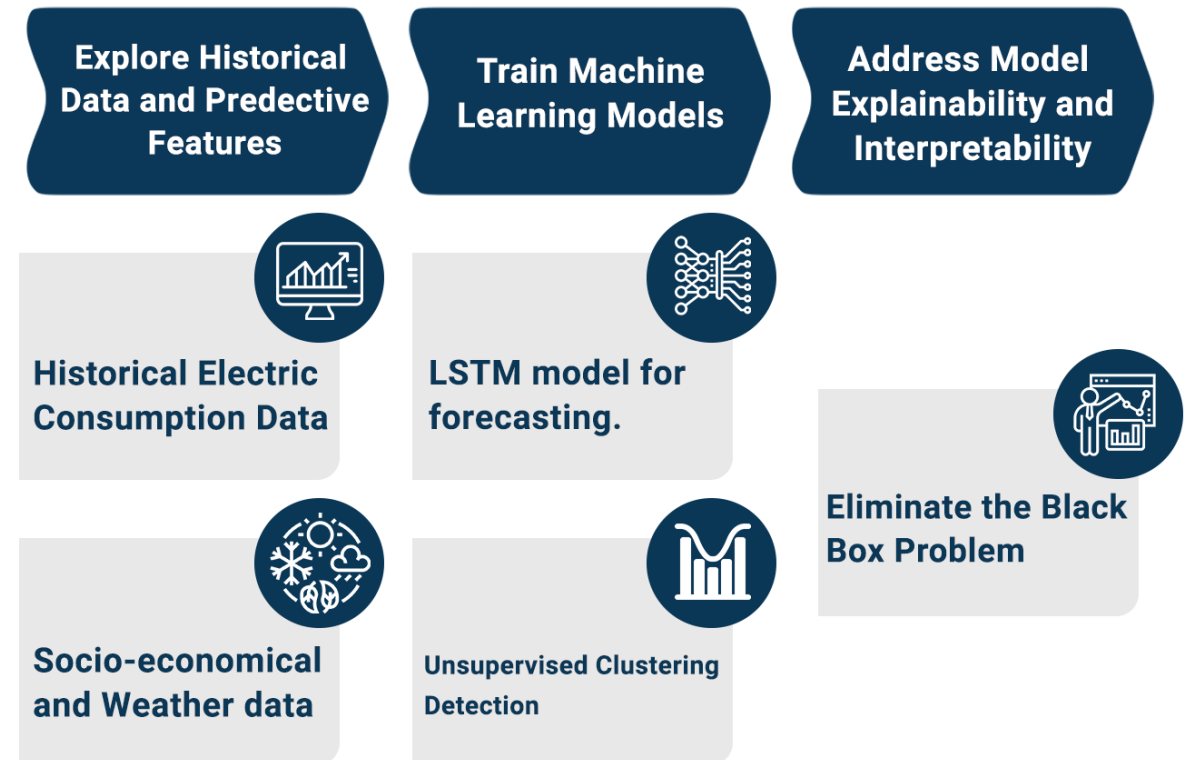 Explore Historical
Data and Predective
Features
Train Machine
Learning Models
Address Model
Explainability and
Interpretability
Historical Electric
Consumption Data
LSTM model for
forecasting.
Eliminate the Black
Box Problem
Socio-economical
and Weather data
Unsupervised Clustering
Detection